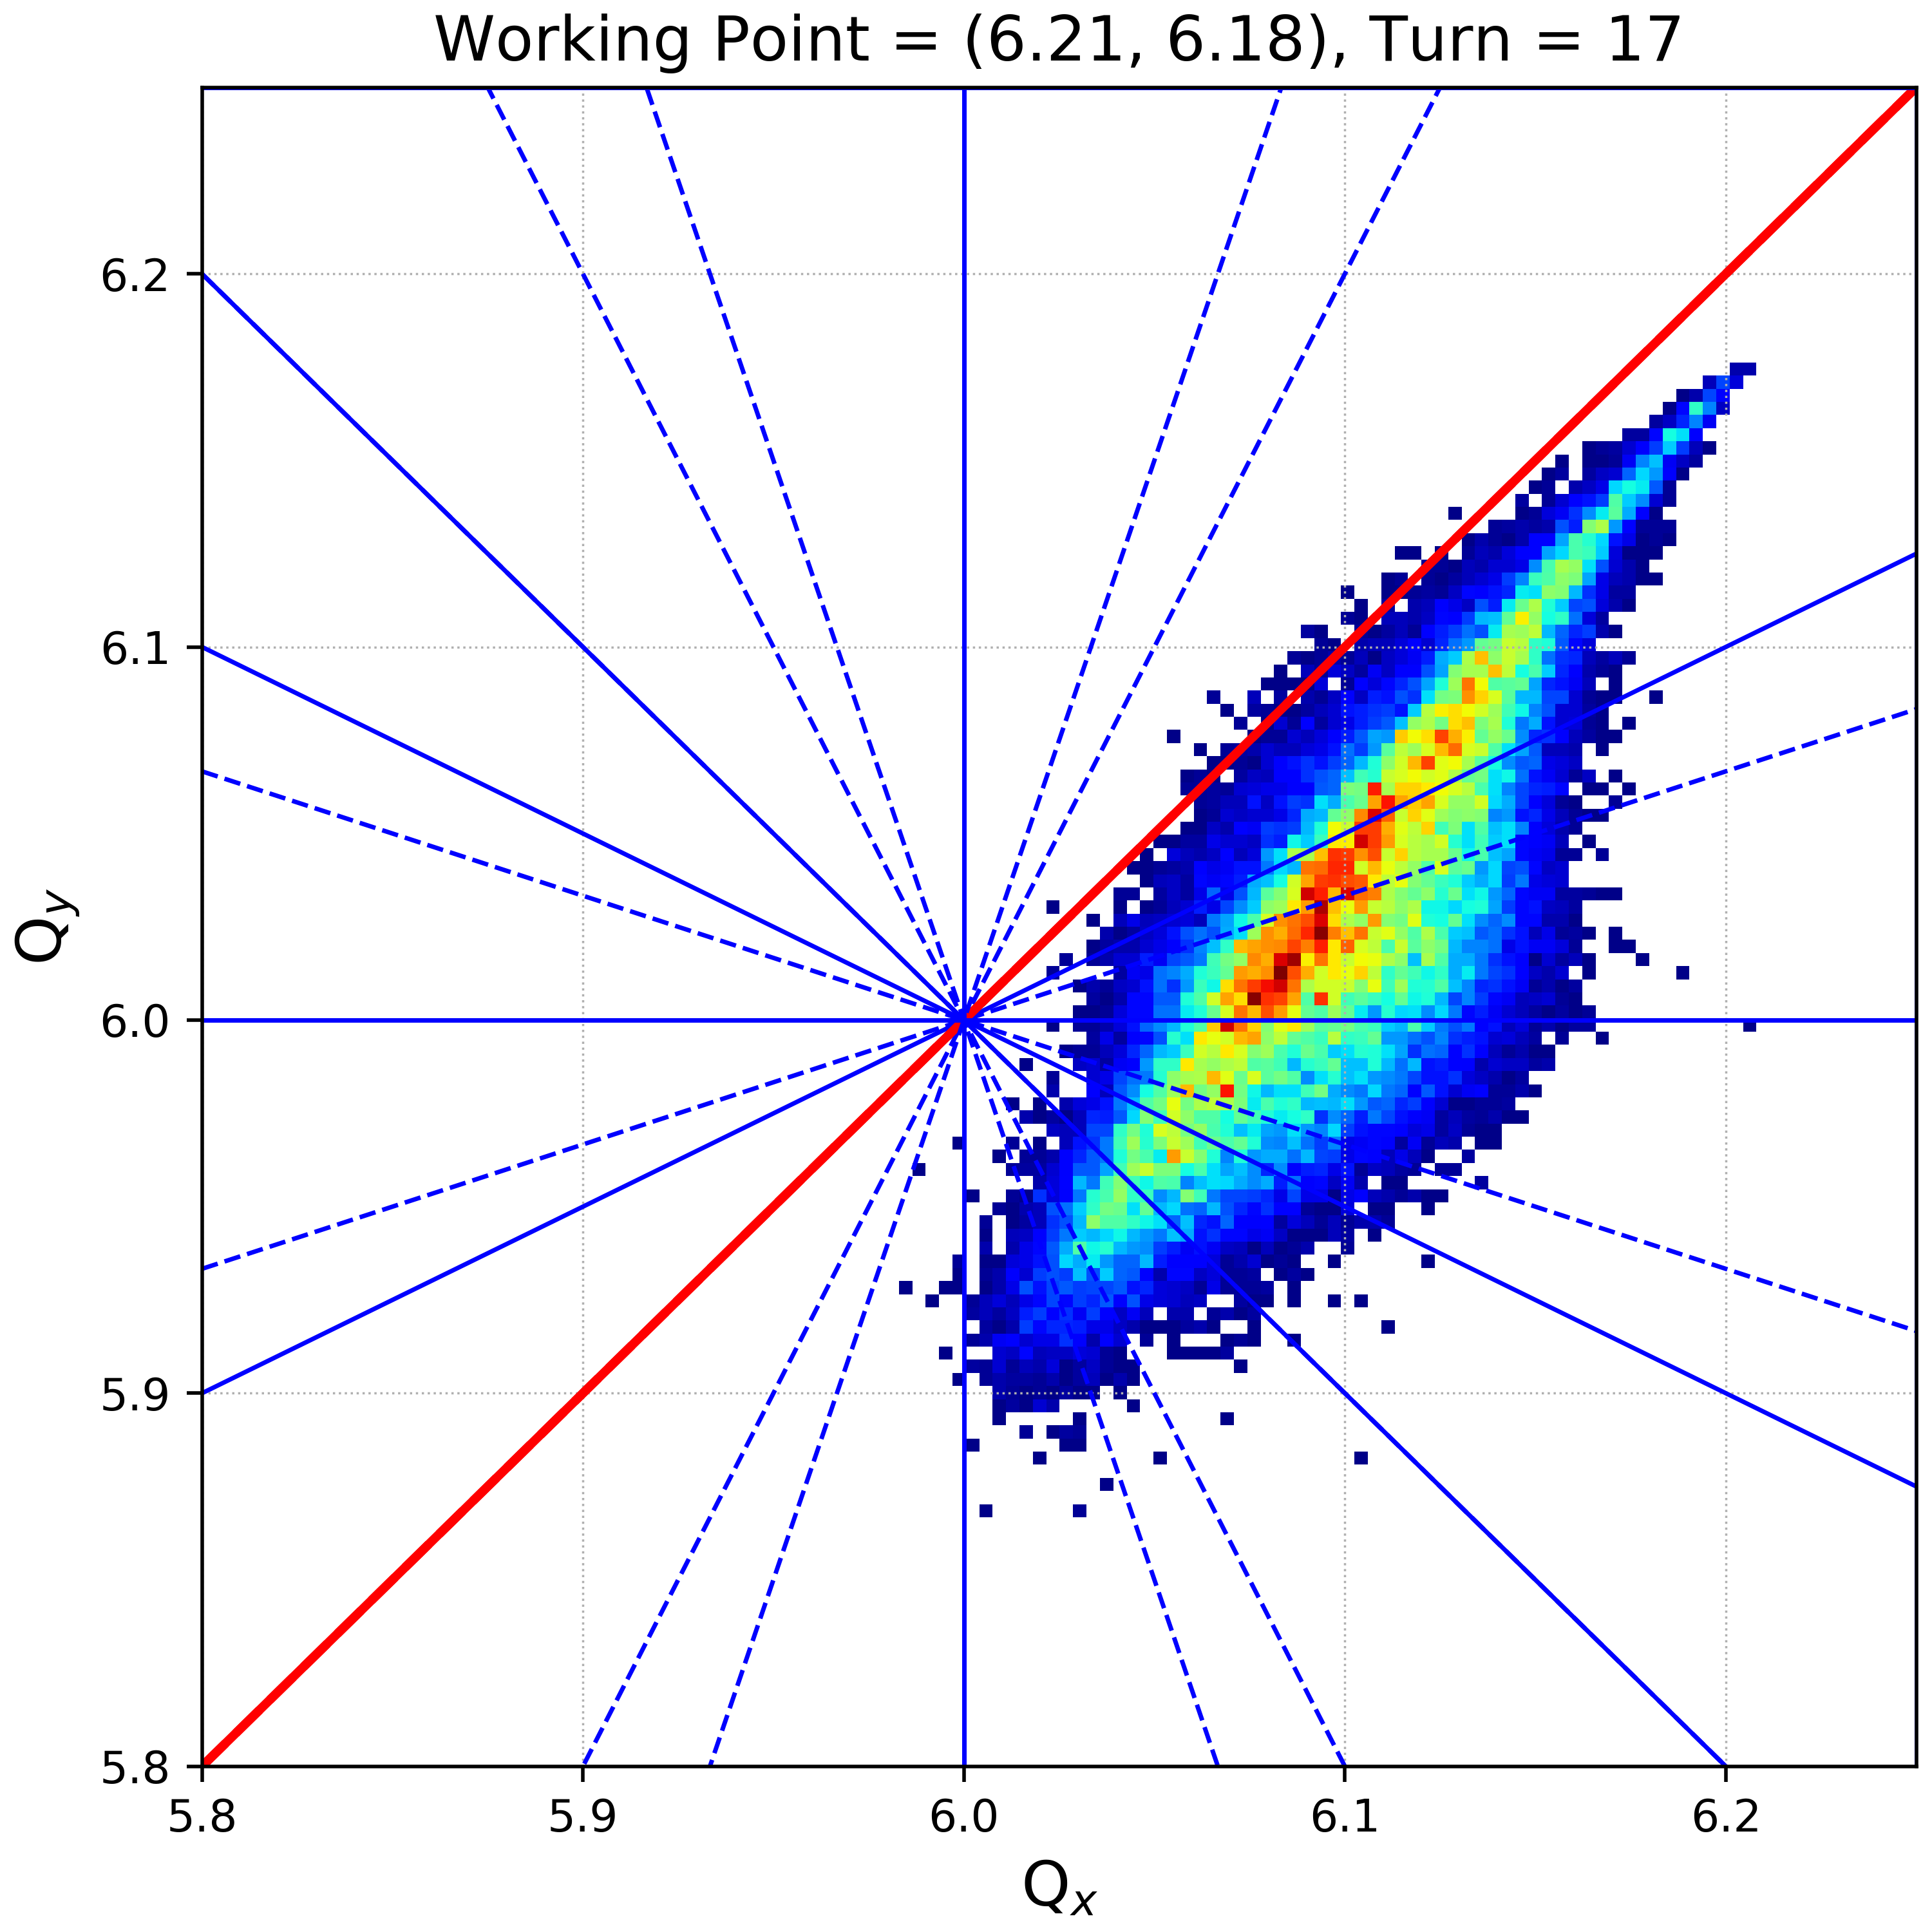 Working Point = (6.21, 6.18), Turn = 17
6.2
6.1
6.0
5.9
5.8
Qy
5.8 5.9 6.0 6.1 6.2
Qx